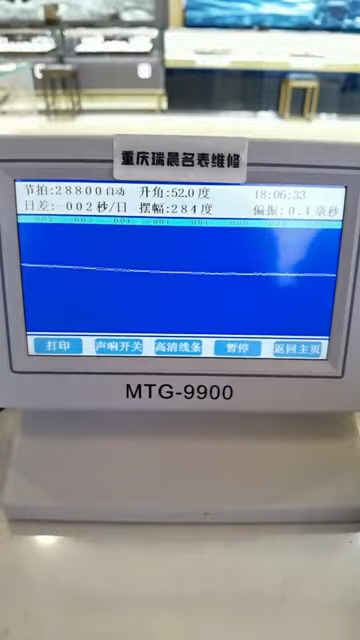 重庆瑞晨名表维修
节拍:28800自动 升角:52.0度 18:06:33
日差:-002秒/日 摆幅:284度 偏振:0.1毫秒
打印 声响开关 高清线条 暂停 返回主页
MTG-9900